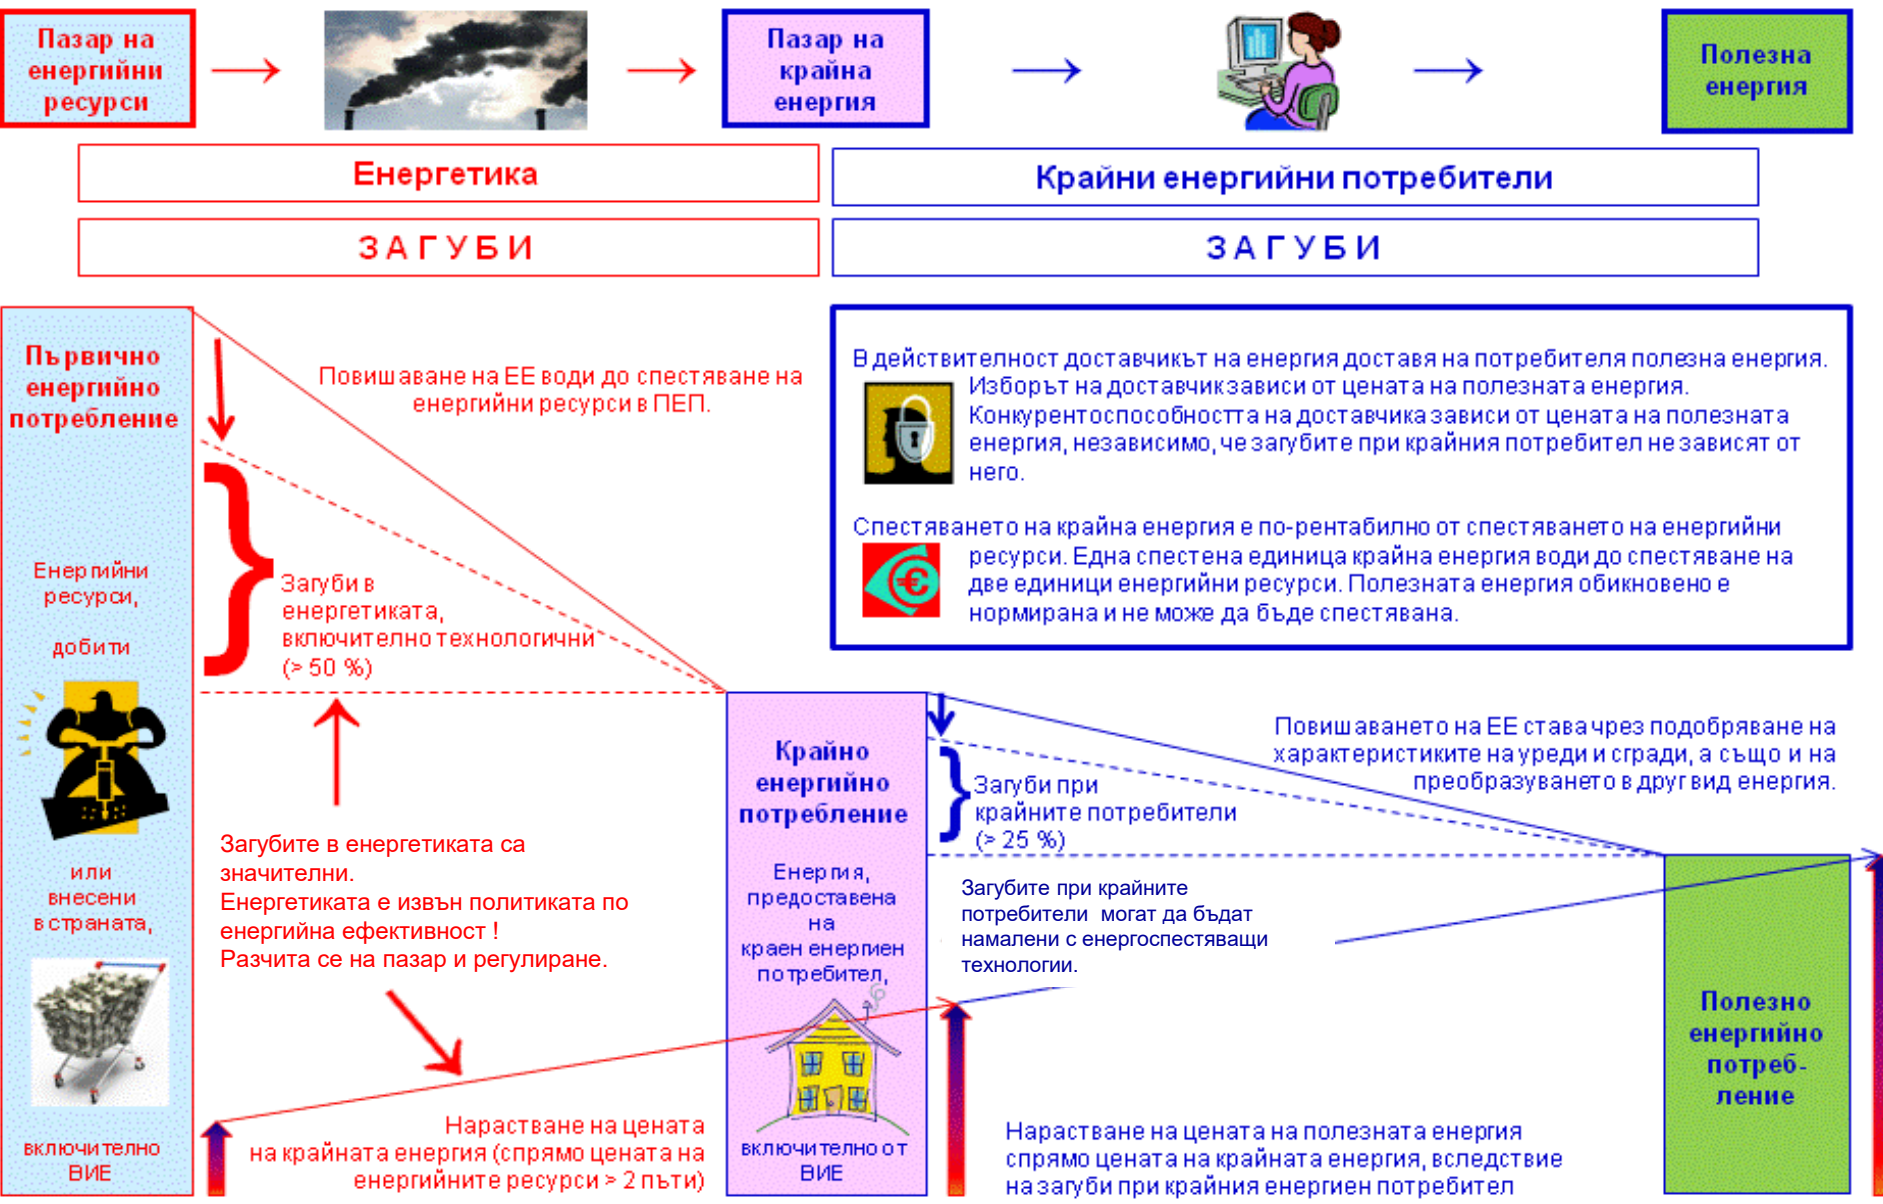 Пазар на
енергийни
ресурси
Пазар на
крайна
енергия
Полезна
енергия
Енергетика
Крайни енергийни потребители
З А Г У Б И
З А Г У Б И
Първично
енергийно
потребление
Енергийни
ресурси,
добити
или
внесени
в страната,
включително
ВИЕ
Повишаване на ЕЕ води до спестяване на
енергийни ресурси в ПЕП.
Загуби в
енергетиката,
включително технологични
(> 50 %)
Загубите в енергетиката са
значителни.
Енергетиката е извън политиката по
енергийна ефективност !
Разчита се на пазар и регулиране.
Нарастване на цената
на крайната енергия (спрямо цената на
енергийните ресурси > 2 пъти)
В действителност доставчикът на енергия доставя на потребителя полезна енергия.
Изборът на доставчик зависи от цената на полезната енергия.
Конкурентоспособността на доставчика зависи от цената на полезната
енергия, независимо, че загубите при крайния потребител не зависят от
него.
Спестяването на крайна енергия е по-рентабилно от спестяването на енергийни
ресурси. Една спестена единица крайна енергия води до спестяване на
две единици енергийни ресурси. Полезната енергия обикновено е
нормирана и не може да бъде спестявана.
€
Крайно
енергийно
потребление
Енергия,
предоставена
на
краен енергиен
потребител,
включително от
ВИЕ
Повишаването на ЕЕ става чрез подобряване на
характеристиките на уреди и сгради, а също и на
преобразуването в друг вид енергия.
Загуби при
крайните потребители
(> 25 %)
Загубите при крайните
потребители  могат да бъдат
намалени с енергоспестяващи
технологии.
Нарастване на цената на полезната енергия
спрямо цената на крайната енергия, вследствие
на загуби при крайния енергиен потребител
Полезно
енергийно
потреб-
ление